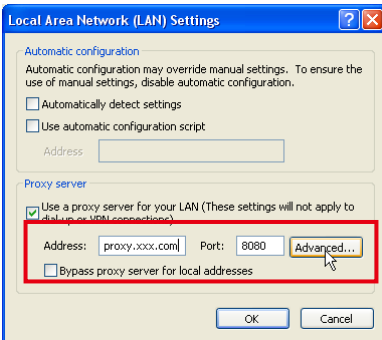 Local Area Network (LAN) Settings
Automatic configuration
Automatic configuration may override manual settings. To ensure the
use of manual settings, disable automatic configuration.
Automatically detect settings
Use automatic configuration script
Address
Proxy server
Use a proxy server for your LAN (These settings will not apply to
dial-up or VPN connections).
Address: proxy.xxx.com Port: 8080 Advanced...
Bypass proxy server for local addresses
OK Cancel